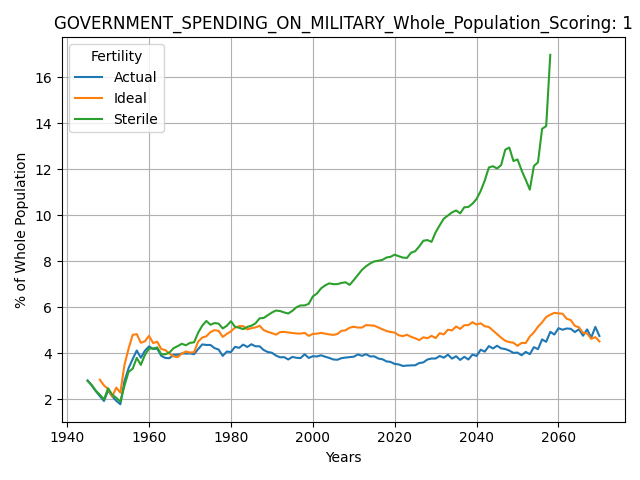 GOVERNMENT_SPENDING_ON_MILITARY_Whole_Population_Scoring: 1
Fertility
Actual
Ideal
Sterile
% of Whole Population
16
14
12
10
8
6
4
2
1940
1960
1980
2000
2020
2040
2060
Years